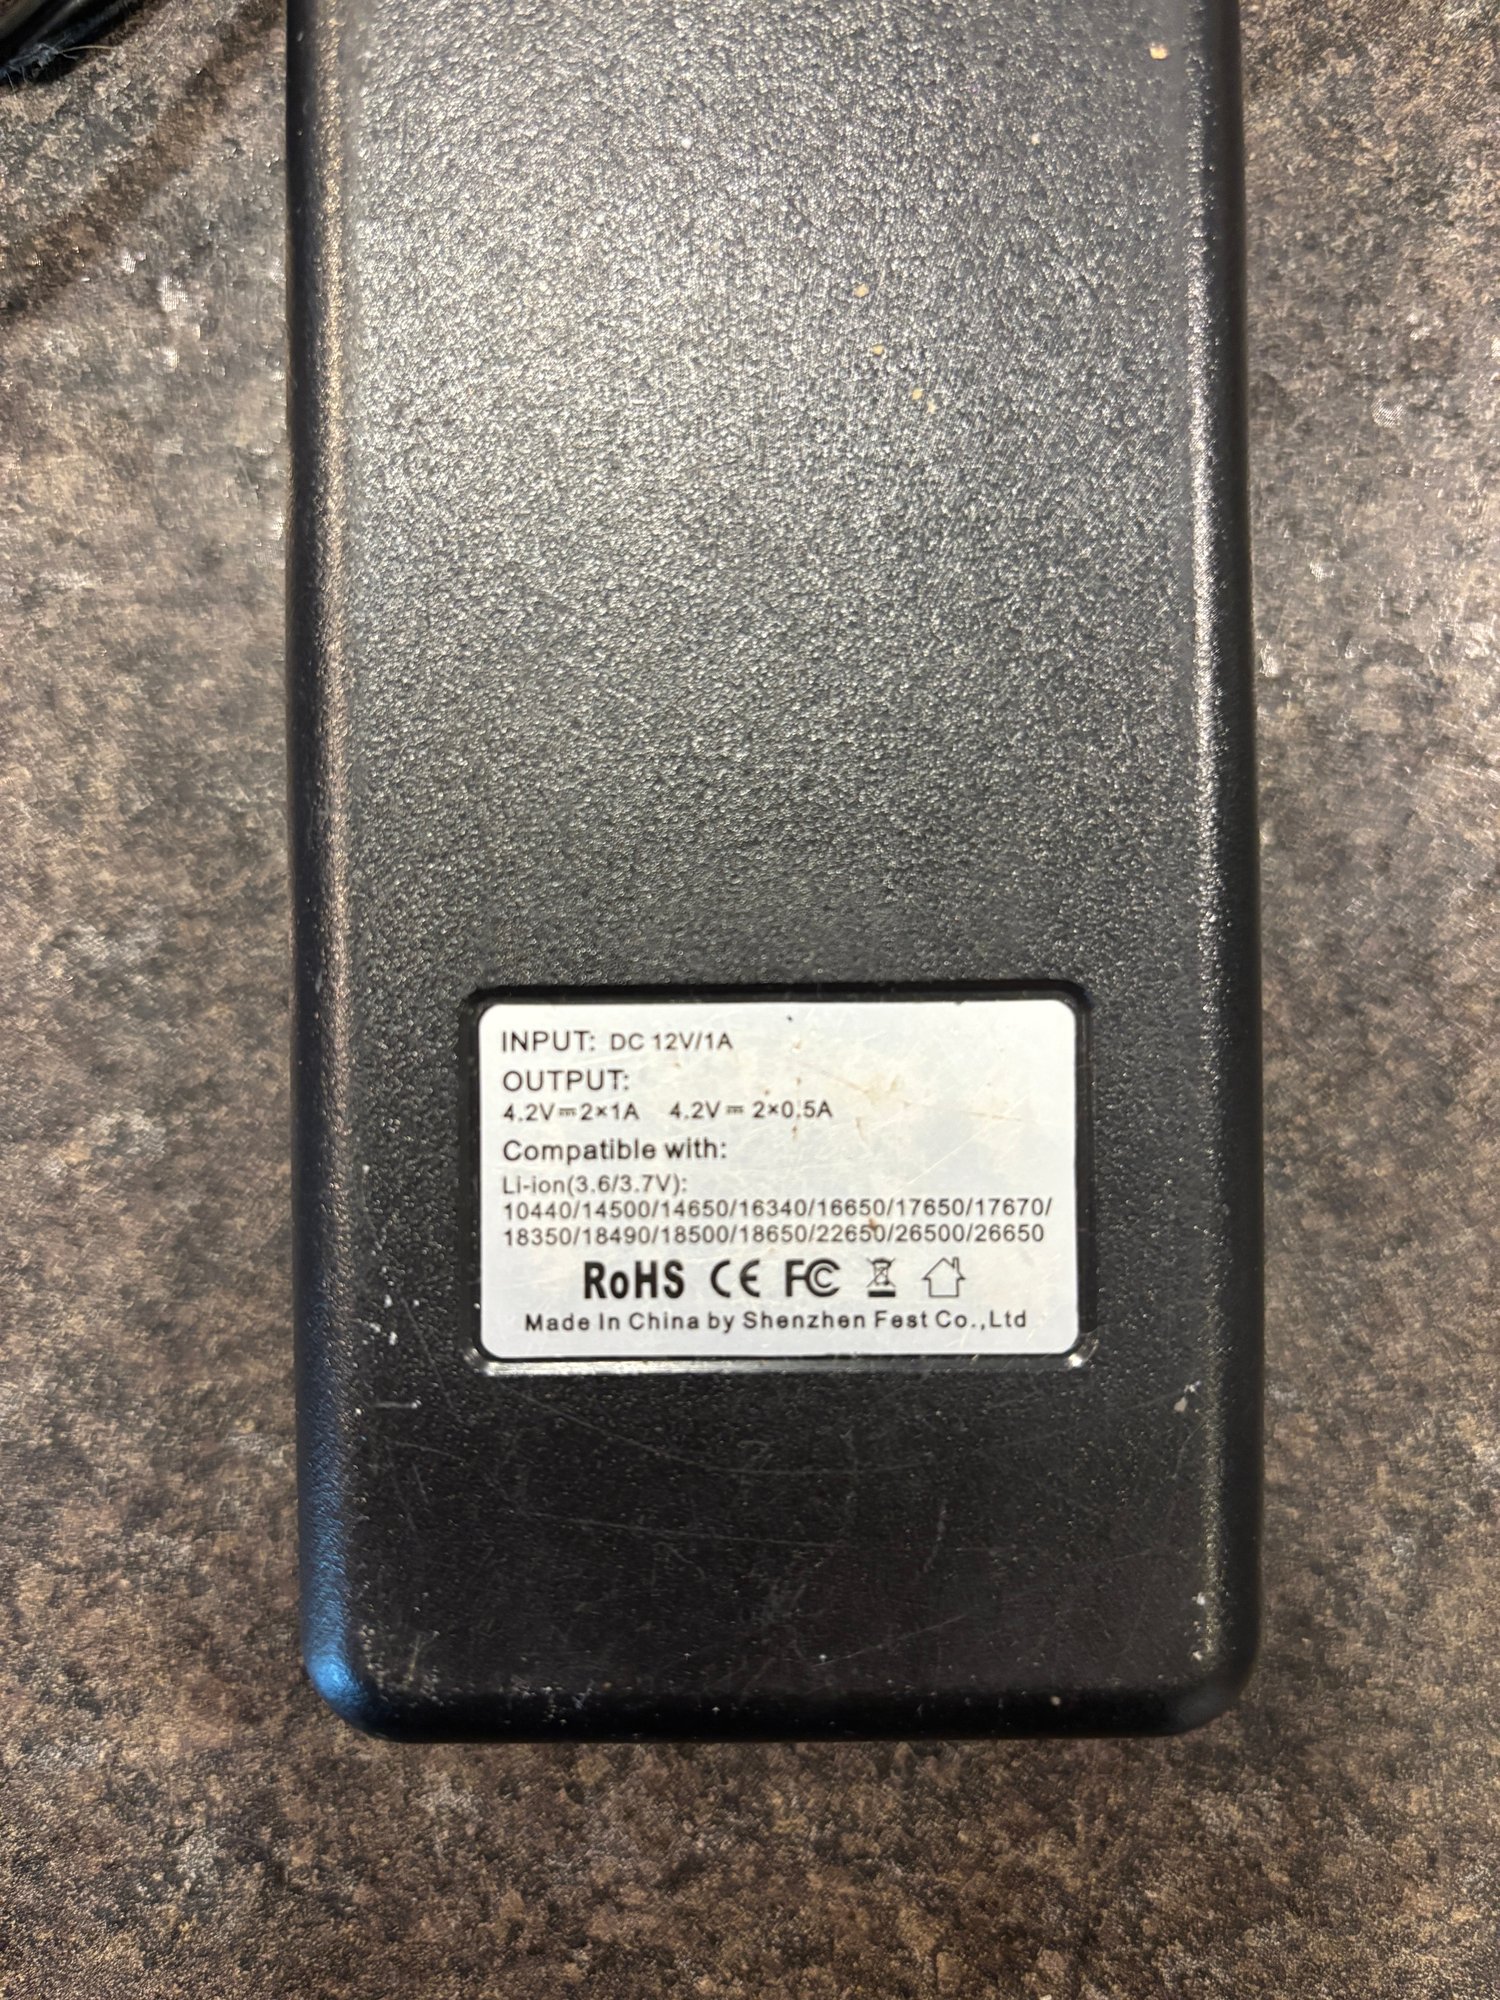 INPUT: DC 12V/1A
OUTPUT:
4.2V⎓2×1A 4.2V⎓ 2×0.5A
Compatible with:
Li-ion(3.6/3.7V):
10440/14500/14650/16340/16650/17650/17670/
18350/18490/18500/18650/22650/26500/26650
RoHS CE FC
Made In China by Shenzhen Fest Co.,Ltd